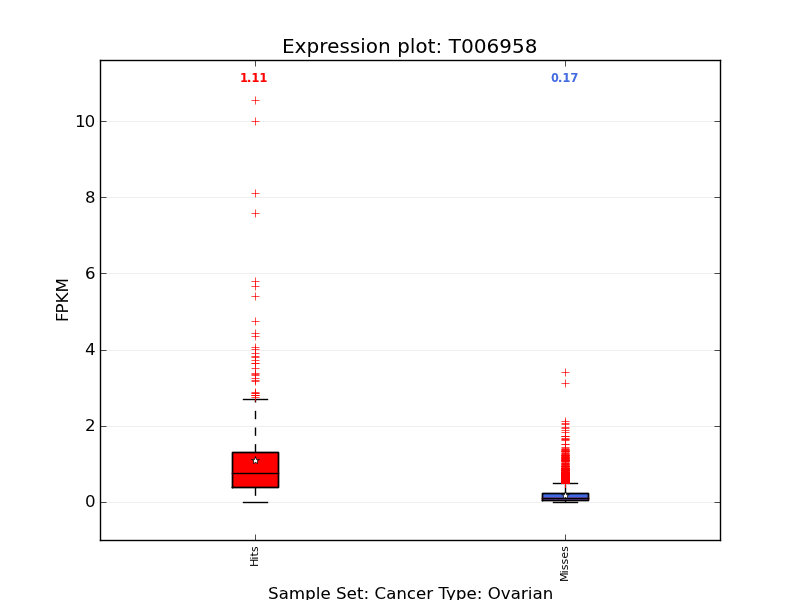 Expression plot: T006958
1.11
0.17
10
8
6
4
2
0
FPKM
Hits
Misses
Sample Set: Cancer Type: Ovarian